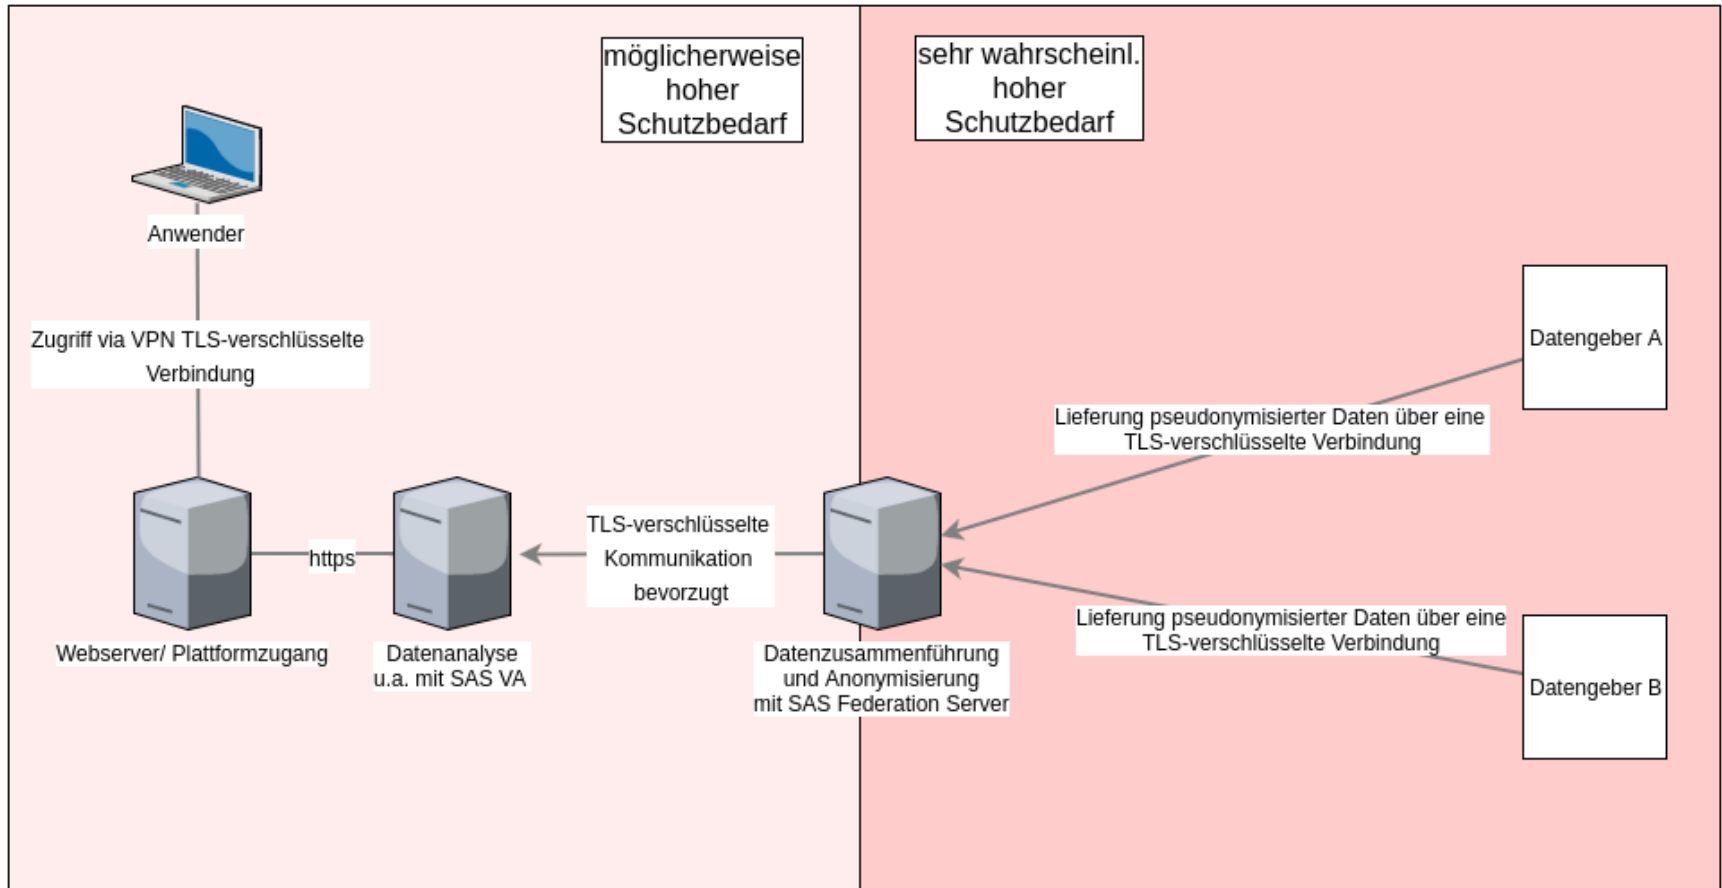 möglicherweise
hoher
Schutzbedarf
sehr wahrscheinl.
hoher
Schutzbedarf
Anwender
Zugriff via VPN TLS-verschlüsselte
Verbindung
Datengeber A
Lieferung pseudonymisierter Daten über eine
TLS-verschlüsselte Verbindung
https
TLS-verschlüsselte
Kommunikation
bevorzugt
Lieferung pseudonymisierter Daten über eine
TLS-verschlüsselte Verbindung
Webserver/ Plattformzugang
Datenanalyse
u.a. mit SAS VA
Datenzusammenführung
und Anonymisierung
mit SAS Federation Server
Datengeber B